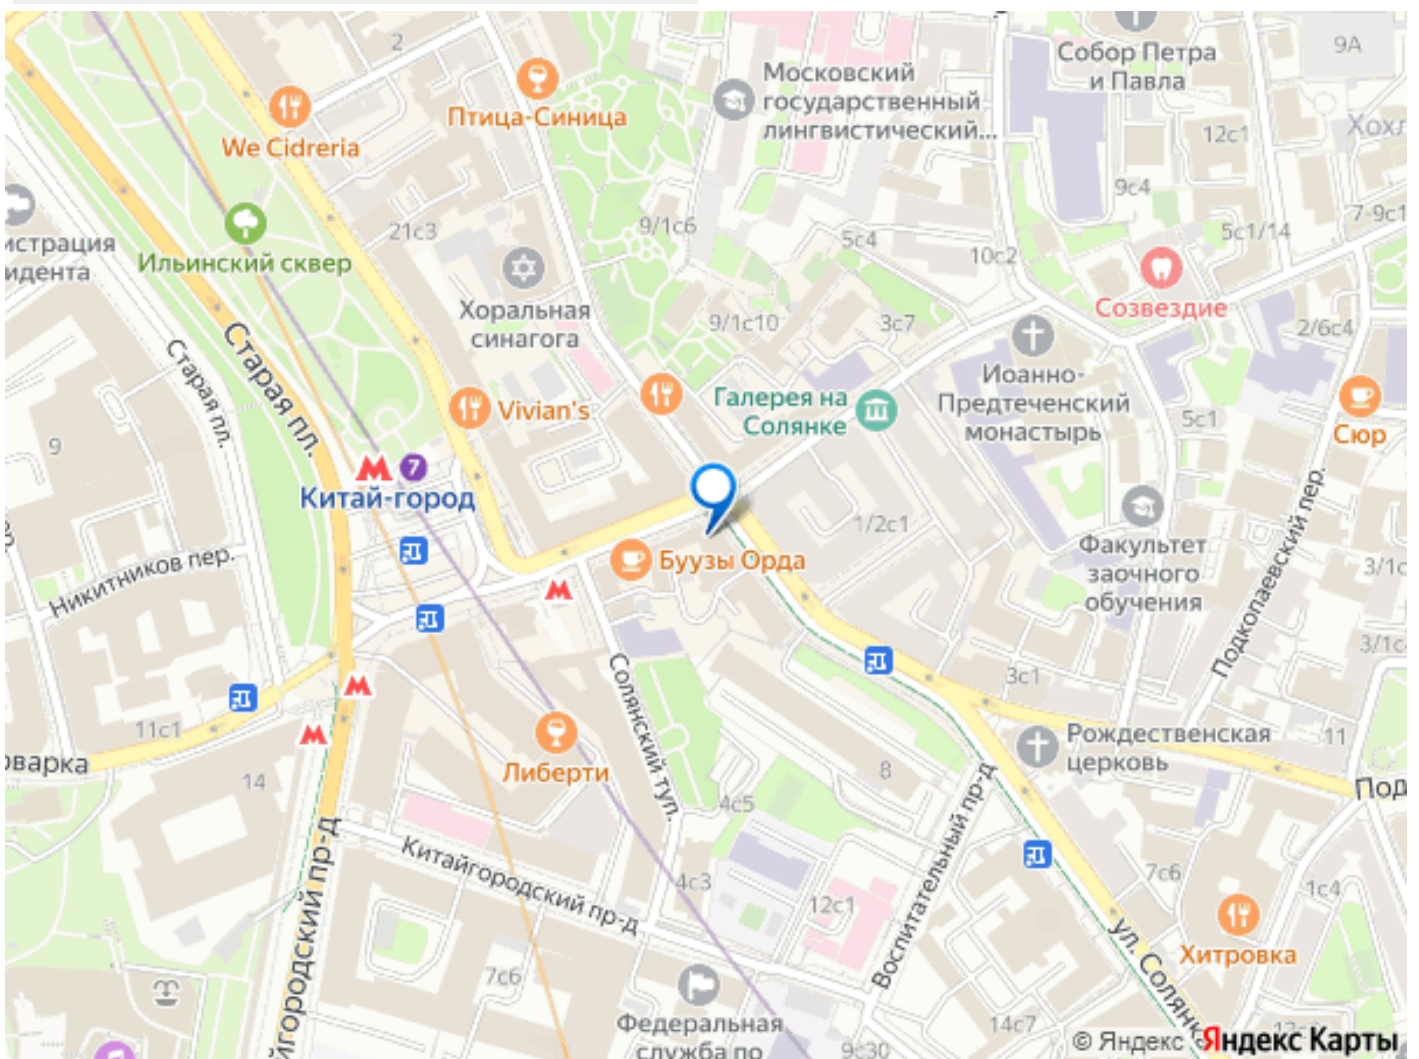 2
Птица-Синица
We Cidreria
Московский
государственный
лингвистический...
Собор Петра
и Павла
9А
12с1
Хохл
9с4
7-9с1
5с1/14
истрация
идента
21с3
Ильинский сквер
9/1с6
5с4
10с2
Хоральная
синагога
Созвездие
9/1с10
3с7
2/6с4
Старая пл.
Старая пл.
Иоанно-
Предтеченский
монастырь
Галерея на
Солянке
Vivian's
5с1
Сюр
9
7
Китай-город
1/2с1
Подкопаевский пер.
Буузы Орда
Факультет
заочного
обучения
3/1с
Никитников пер.
3/1с4
Солянский туп.
3с1
11с1
Рождественская
церковь
11
оварка
14
Либерти
8
Под
4с5
Воспитательный пр-д
Китайгородский пр-д
йгородский пр-д
4с3
12с1
7с6
1с4
Хитровка
ул. Солянка
7с6
Федеральная
служба по
14с7
9с30
© Яндекс
Яндекс Карты